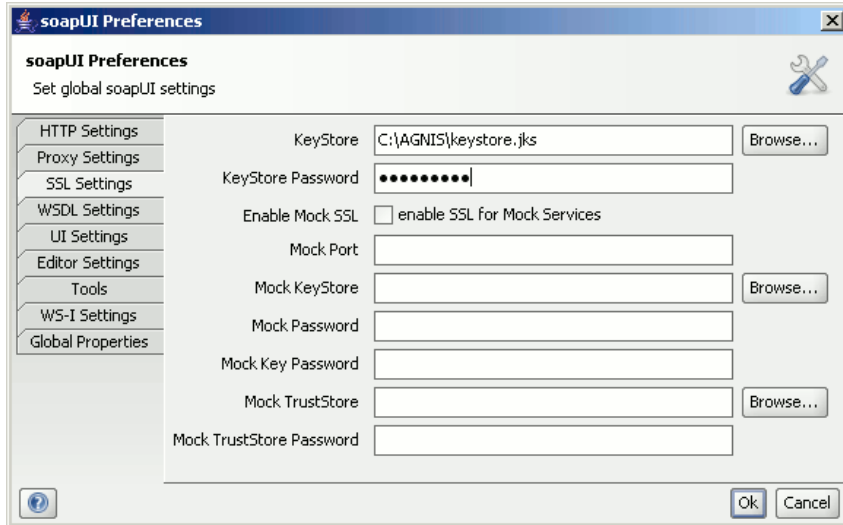 soapUI Preferences
soapUI Preferences
Set global soapUI settings
HTTP Settings
Proxy Settings
SSL Settings
WSDL Settings
UI Settings
Editor Settings
Tools
WS-I Settings
Global Properties
KeyStore C:\AGNIS\keystore.jks Browse...
KeyStore Password ●●●●●●●●●
Enable Mock SSL enable SSL for Mock Services
Mock Port
Mock KeyStore Browse...
Mock Password
Mock Key Password
Mock TrustStore Browse...
Mock TrustStore Password
? Ok Cancel